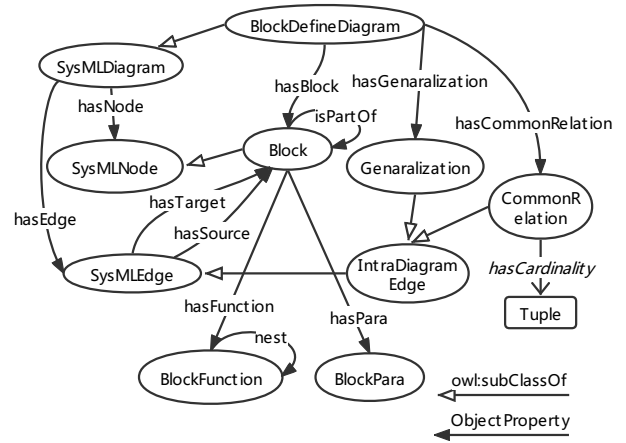 BlockDefineDiagram
SysMLDiagram
hasBlock
hasGenaralization
hasNode
isPartOf
hasCommonRelation
Block
SysMLNode
Genaralization
CommonR
elation
hasTarget
hasEdge
hasSource
SysMLEdge
IntraDiagram
Edge
hasCardinality
hasFunction
hasPara
Tuple
nest
BlockFunction
BlockPara
owl:subClassOf
ObjectProperty